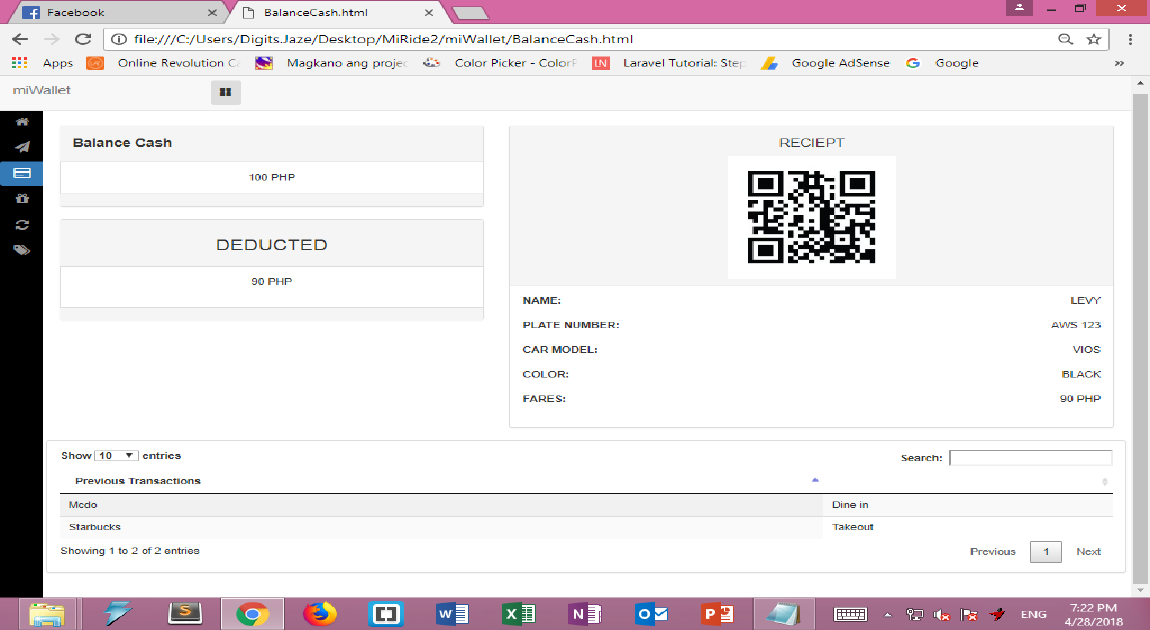 Facebook
BalanceCash.html
file:///C:/Users/Digits.Jaze/Desktop/MiRide2/miWallet/BalanceCash.html
Apps Online Revolution Ca Magkano ang projec Color Picker - ColorP LN Laravel Tutorial: Step Google AdSense G Google »
miWallet
Balance Cash
100 PHP
DEDUCTED
90 PHP
RECIEPT
NAME: LEVY
PLATE NUMBER: AWS 123
CAR MODEL: VIOS
COLOR: BLACK
FARES: 90 PHP
Show 10 entries
Search:
Previous Transactions
Mcdo Dine in
Starbucks Takeout
Showing 1 to 2 of 2 entries
Previous 1 Next
ENG
7:22 PM
4/28/2018